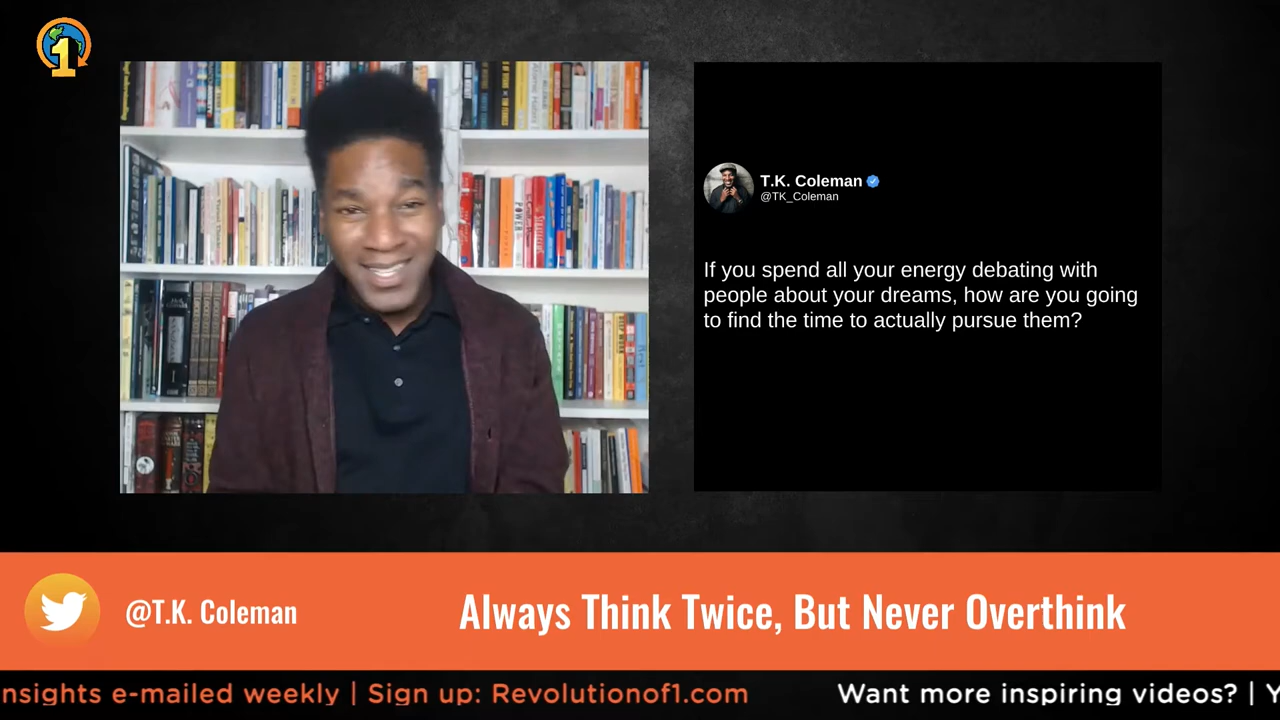 1
POWER
T.K. Coleman
@TK_Coleman
If you spend all your energy debating with
people about your dreams, how are you going
to find the time to actually pursue them?
@T.K. Coleman
Always Think Twice, But Never Overthink
nsights e-mailed weekly | Sign up: Revolutionof1.com
Want more inspiring videos? | Y